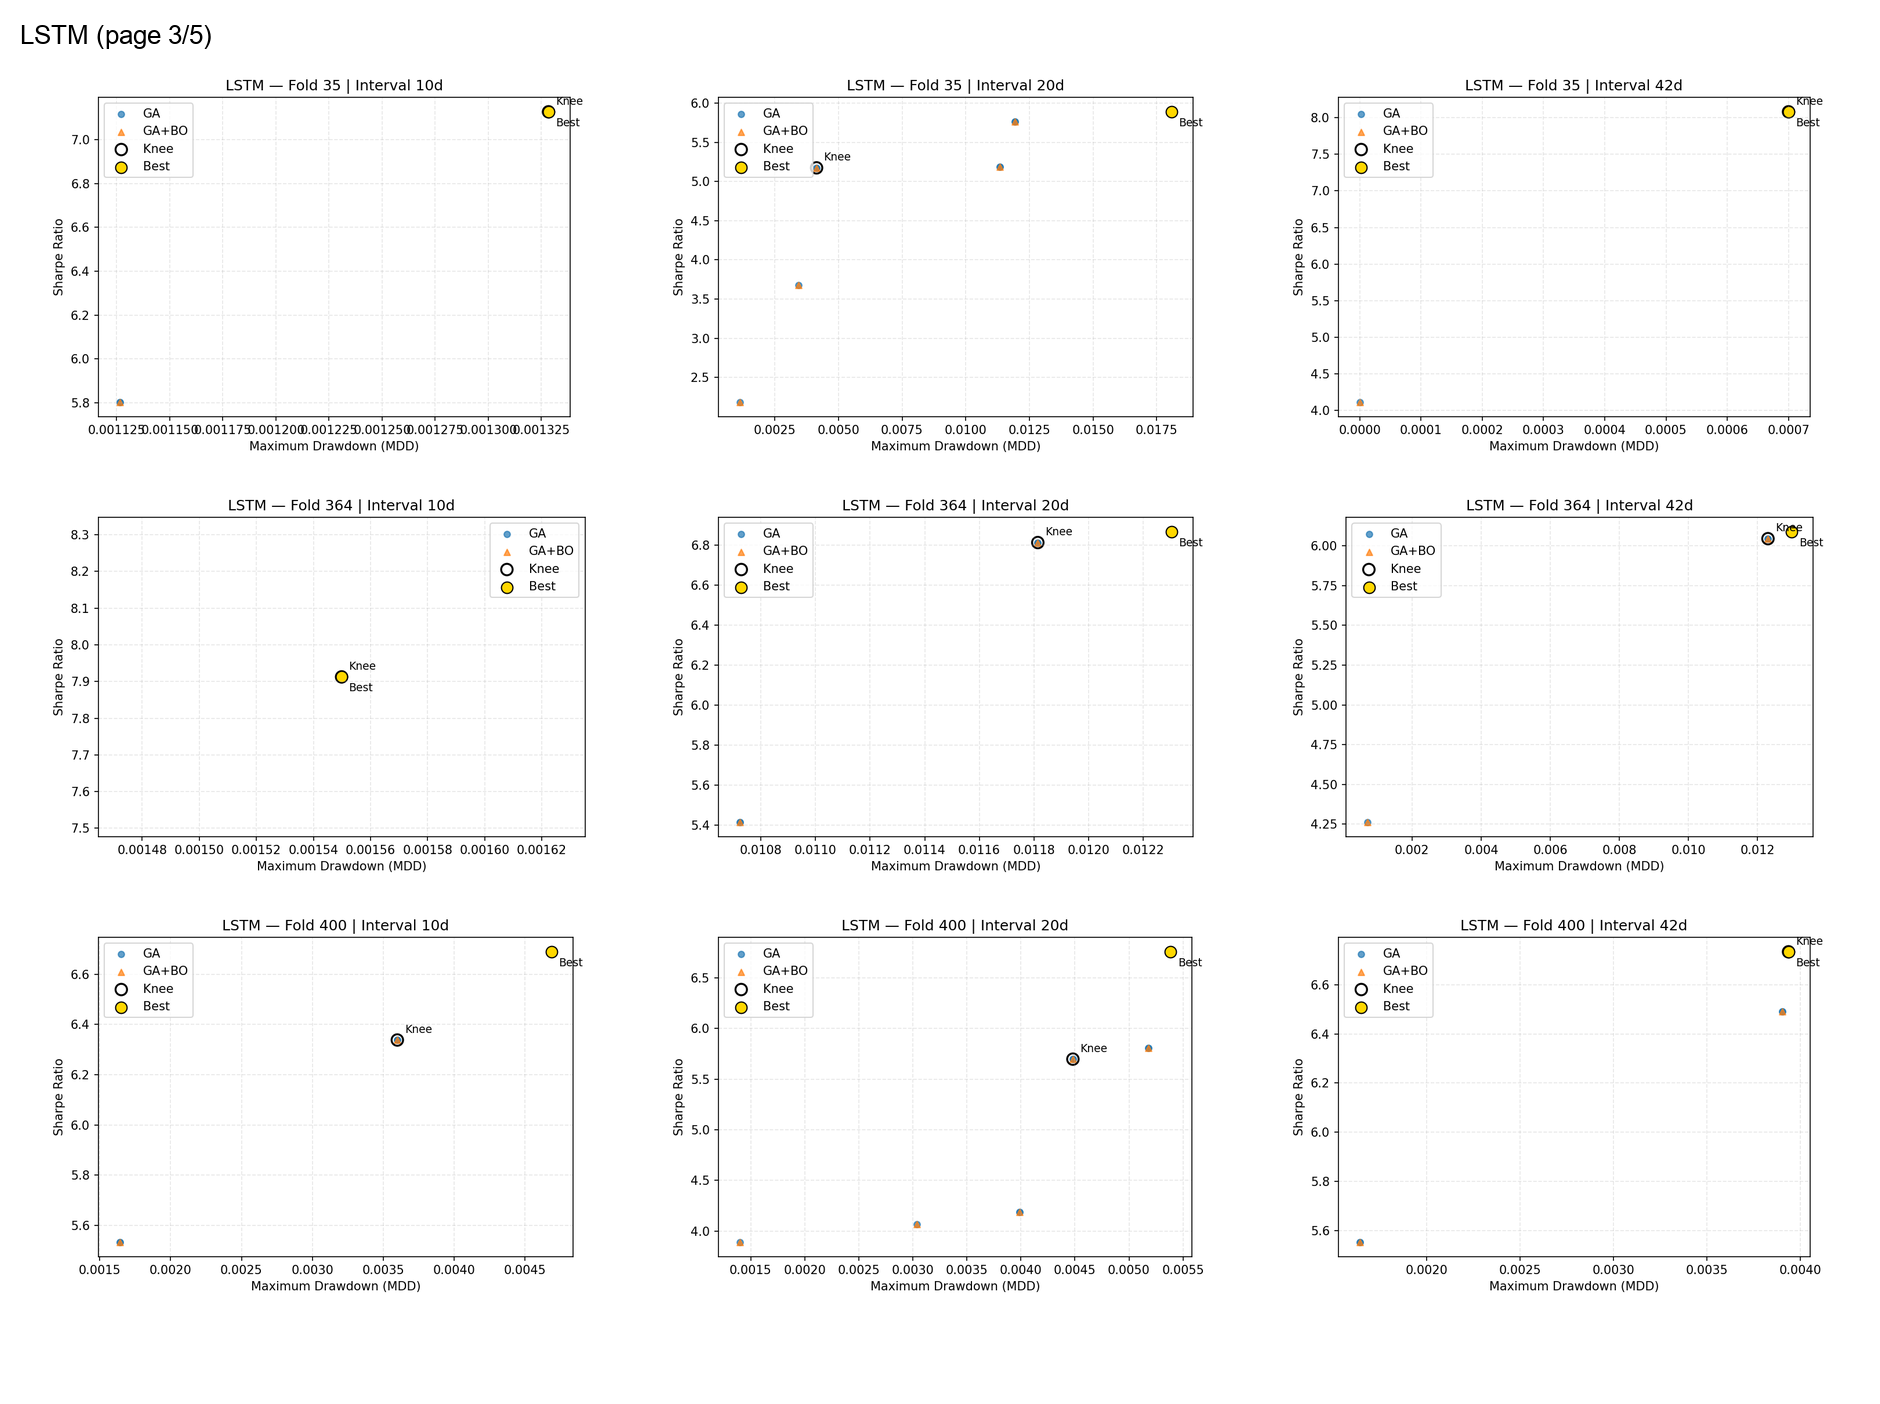 LSTM (page 3/5)
LSTM — Fold 35 | Interval 10d
GA
GA+BO
Knee
Best
Knee
Best
Sharpe Ratio
7.0
6.8
6.6
6.4
6.2
6.0
5.8
0.001125 0.001150 0.001175 0.001200 0.001225 0.001250 0.001275 0.001300 0.001325
Maximum Drawdown (MDD)
LSTM — Fold 35 | Interval 20d
GA
GA+BO
Knee
Best
Knee
Best
Sharpe Ratio
6.0
5.5
5.0
4.5
4.0
3.5
3.0
2.5
0.0025 0.0050 0.0075 0.0100 0.0125 0.0150 0.0175
Maximum Drawdown (MDD)
LSTM — Fold 35 | Interval 42d
GA
GA+BO
Knee
Best
Knee
Best
Sharpe Ratio
8.0
7.5
7.0
6.5
6.0
5.5
5.0
4.5
4.0
0.0000 0.0001 0.0002 0.0003 0.0004 0.0005 0.0006 0.0007
Maximum Drawdown (MDD)
LSTM — Fold 364 | Interval 10d
GA
GA+BO
Knee
Best
Knee
Best
Sharpe Ratio
8.3
8.2
8.1
8.0
7.9
7.8
7.7
7.6
7.5
0.00148 0.00150 0.00152 0.00154 0.00156 0.00158 0.00160 0.00162
Maximum Drawdown (MDD)
LSTM — Fold 364 | Interval 20d
GA
GA+BO
Knee
Best
Knee
Best
Sharpe Ratio
6.8
6.6
6.4
6.2
6.0
5.8
5.6
5.4
0.0108 0.0110 0.0112 0.0114 0.0116 0.0118 0.0120 0.0122
Maximum Drawdown (MDD)
LSTM — Fold 364 | Interval 42d
GA
GA+BO
Knee
Best
Knee
Best
Sharpe Ratio
6.00
5.75
5.50
5.25
5.00
4.75
4.50
4.25
0.002 0.004 0.006 0.008 0.010 0.012
Maximum Drawdown (MDD)
LSTM — Fold 400 | Interval 10d
GA
GA+BO
Knee
Best
Best
Knee
Sharpe Ratio
6.6
6.4
6.2
6.0
5.8
5.6
0.0015 0.0020 0.0025 0.0030 0.0035 0.0040 0.0045
Maximum Drawdown (MDD)
LSTM — Fold 400 | Interval 20d
GA
GA+BO
Knee
Best
Best
Knee
Sharpe Ratio
6.5
6.0
5.5
5.0
4.5
4.0
0.0015 0.0020 0.0025 0.0030 0.0035 0.0040 0.0045 0.0050 0.0055
Maximum Drawdown (MDD)
LSTM — Fold 400 | Interval 42d
GA
GA+BO
Knee
Best
Knee
Best
Sharpe Ratio
6.6
6.4
6.2
6.0
5.8
5.6
0.0020 0.0025 0.0030 0.0035 0.0040
Maximum Drawdown (MDD)